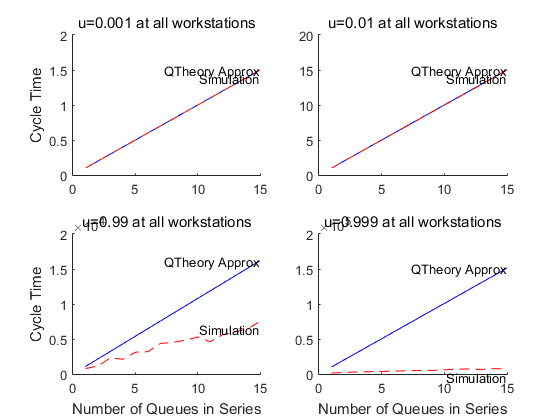 u=0.001 at all workstations
u=0.01 at all workstations
2
1.5
1
0.5
0
Cycle Time
QTheory Approx
Simulation
0
5
10
15
20
15
10
5
0
QTheory Approx
Simulation
0
5
10
15
u=0.99 at all workstations
u=0.999 at all workstations
2
1.5
1
0.5
0
Cycle Time
QTheory Approx
Simulation
0
5
10
15
Number of Queues in Series
2
1.5
1
0.5
0
QTheory Approx
Simulation
0
5
10
15
Number of Queues in Series